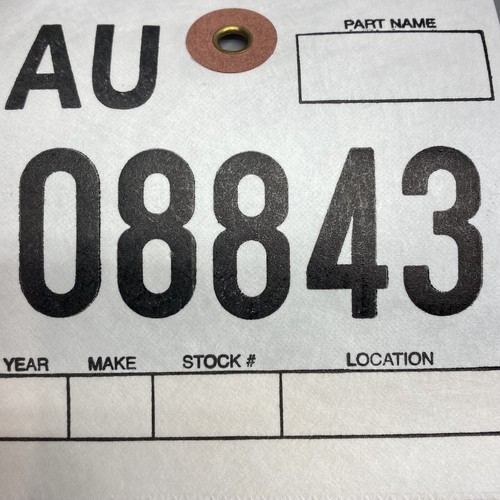 AU
PART NAME
08843
YEAR MAKE STOCK # LOCATION